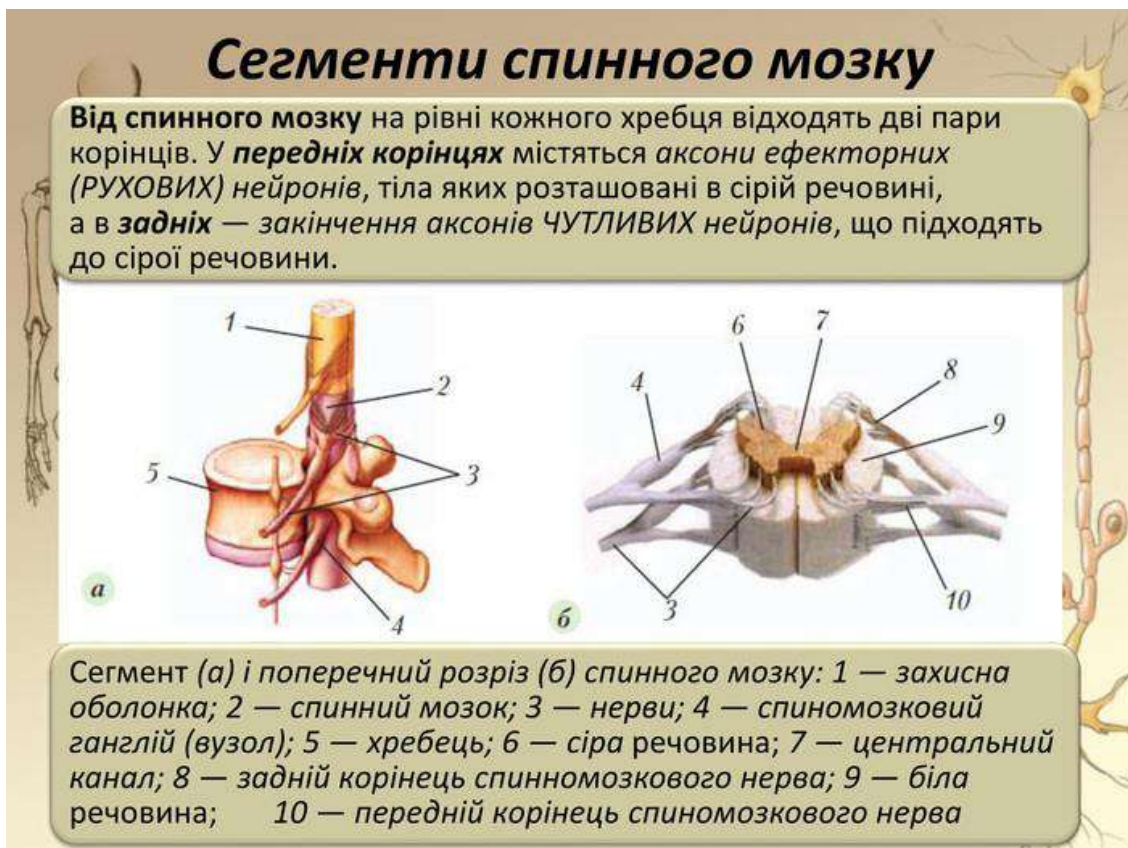 Сегменти спинного мозку
Від спинного мозку на рівні кожного хребця відходять дві пари
корінців. У передніх корінцях містяться аксони ефекторних
(РУХОВИХ) нейронів, тіла яких розташовані в сірій речовині,
а в задніх — закінчення аксонів ЧУТЛИВИХ нейронів, що підходять
до сірої речовини.
1
2
3
5
4
а
6
7
4
8
9
3
10
б
Сегмент (а) і поперечний розріз (б) спинного мозку: 1 — захисна
оболонка; 2 — спинний мозок; 3 — нерви; 4 — спиномозковий
ганглій (вузол); 5 — хребець; 6 — сіра речовина; 7 — центральний
канал; 8 — задній корінець спинномозкового нерва; 9 — біла
речовина; 10 — передній корінець спиномозкового нерва